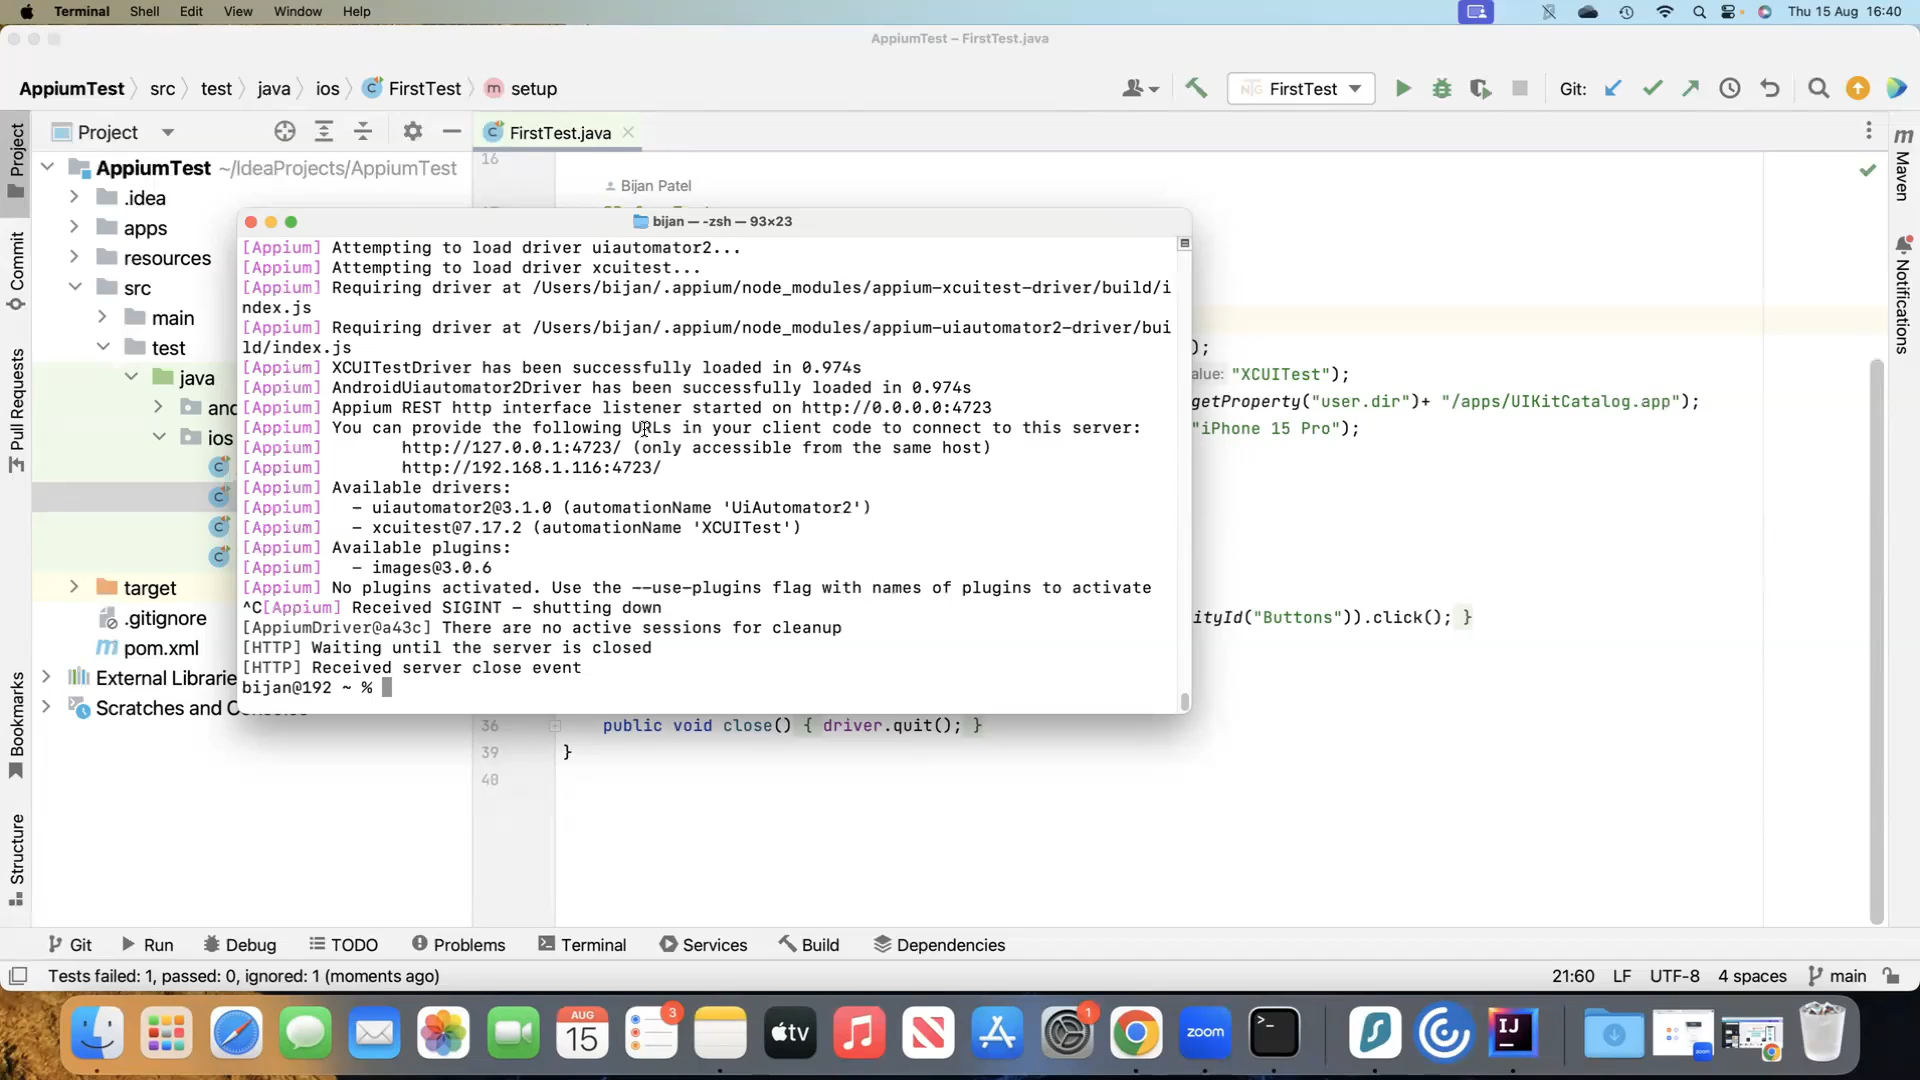 Terminal Shell Edit View Window Help Thu 15 Aug 16:40
AppiumTest – FirstTest.java
AppiumTest src test java ios FirstTest m setup FirstTest Git:
Project FirstTest.java
16
AppiumTest ~/IdeaProjects/AppiumTest
Bijan Patel
.idea
apps
resources
src
main
test
java
and
ios
target
.gitignore
m pom.xml
External Librarie
Scratches and C
bijan — -zsh — 93×23
[Appium] Attempting to load driver uiautomator2...
[Appium] Attempting to load driver xcuitest...
[Appium] Requiring driver at /Users/bijan/.appium/node_modules/appium-xcuitest-driver/build/i
ndex.js
[Appium] Requiring driver at /Users/bijan/.appium/node_modules/appium-uiautomator2-driver/bui
ld/index.js
[Appium] XCUITestDriver has been successfully loaded in 0.974s
[Appium] AndroidUiautomator2Driver has been successfully loaded in 0.974s
[Appium] Appium REST http interface listener started on http://0.0.0.0:4723
[Appium] You can provide the following URLs in your client code to connect to this server:
[Appium] http://127.0.0.1:4723/ (only accessible from the same host)
[Appium] http://192.168.1.116:4723/
[Appium] Available drivers:
[Appium] - uiautomator2@3.1.0 (automationName 'UiAutomator2')
[Appium] - xcuitest@7.17.2 (automationName 'XCUITest')
[Appium] Available plugins:
[Appium] - images@3.0.6
[Appium] No plugins activated. Use the --use-plugins flag with names of plugins to activate
^C[Appium] Received SIGINT - shutting down
[AppiumDriver@a43c] There are no active sessions for cleanup
[HTTP] Waiting until the server is closed
[HTTP] Received server close event
bijan@192 ~ %
);
alue: "XCUITest");
getProperty("user.dir")+ "/apps/UIKitCatalog.app");
"iPhone 15 Pro");
ityId("Buttons")).click(); }
36 public void close() { driver.quit(); }
39 }
40
Project
Commit
Pull Requests
Bookmarks
Structure
m Maven
Notifications
Git Run Debug TODO Problems Terminal Services Build Dependencies
Tests failed: 1, passed: 0, ignored: 1 (moments ago) 21:60 LF UTF-8 4 spaces main
AUG
15
3
tv
1
zoom
>_
IJ